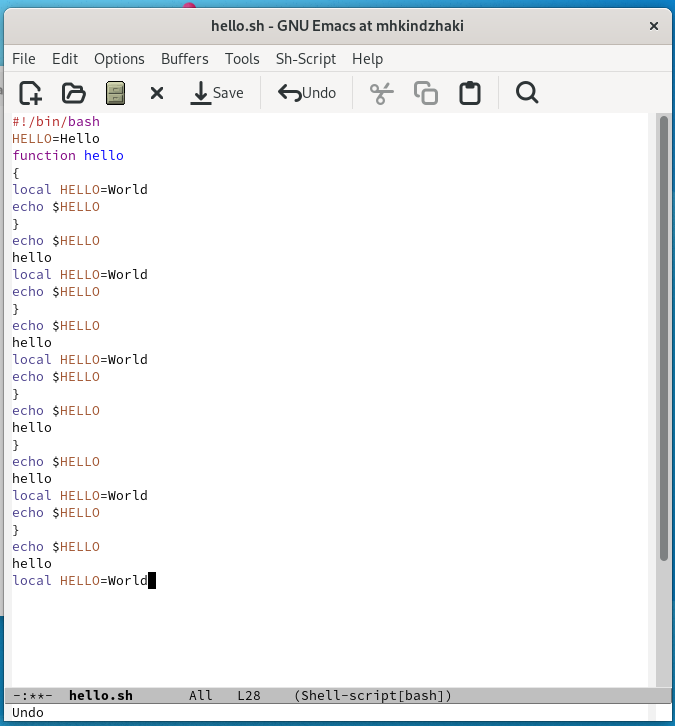 hello.sh - GNU Emacs at mhkindzhaki
File Edit Options Buffers Tools Sh-Script Help
Save Undo
#!/bin/bash
HELLO=Hello
function hello
{
local HELLO=World
echo $HELLO
}
echo $HELLO
hello
local HELLO=World
echo $HELLO
}
echo $HELLO
hello
local HELLO=World
echo $HELLO
}
echo $HELLO
hello
}
echo $HELLO
hello
local HELLO=World
echo $HELLO
}
echo $HELLO
hello
local HELLO=World
-:**- hello.sh All L28 (Shell-script[bash])
Undo